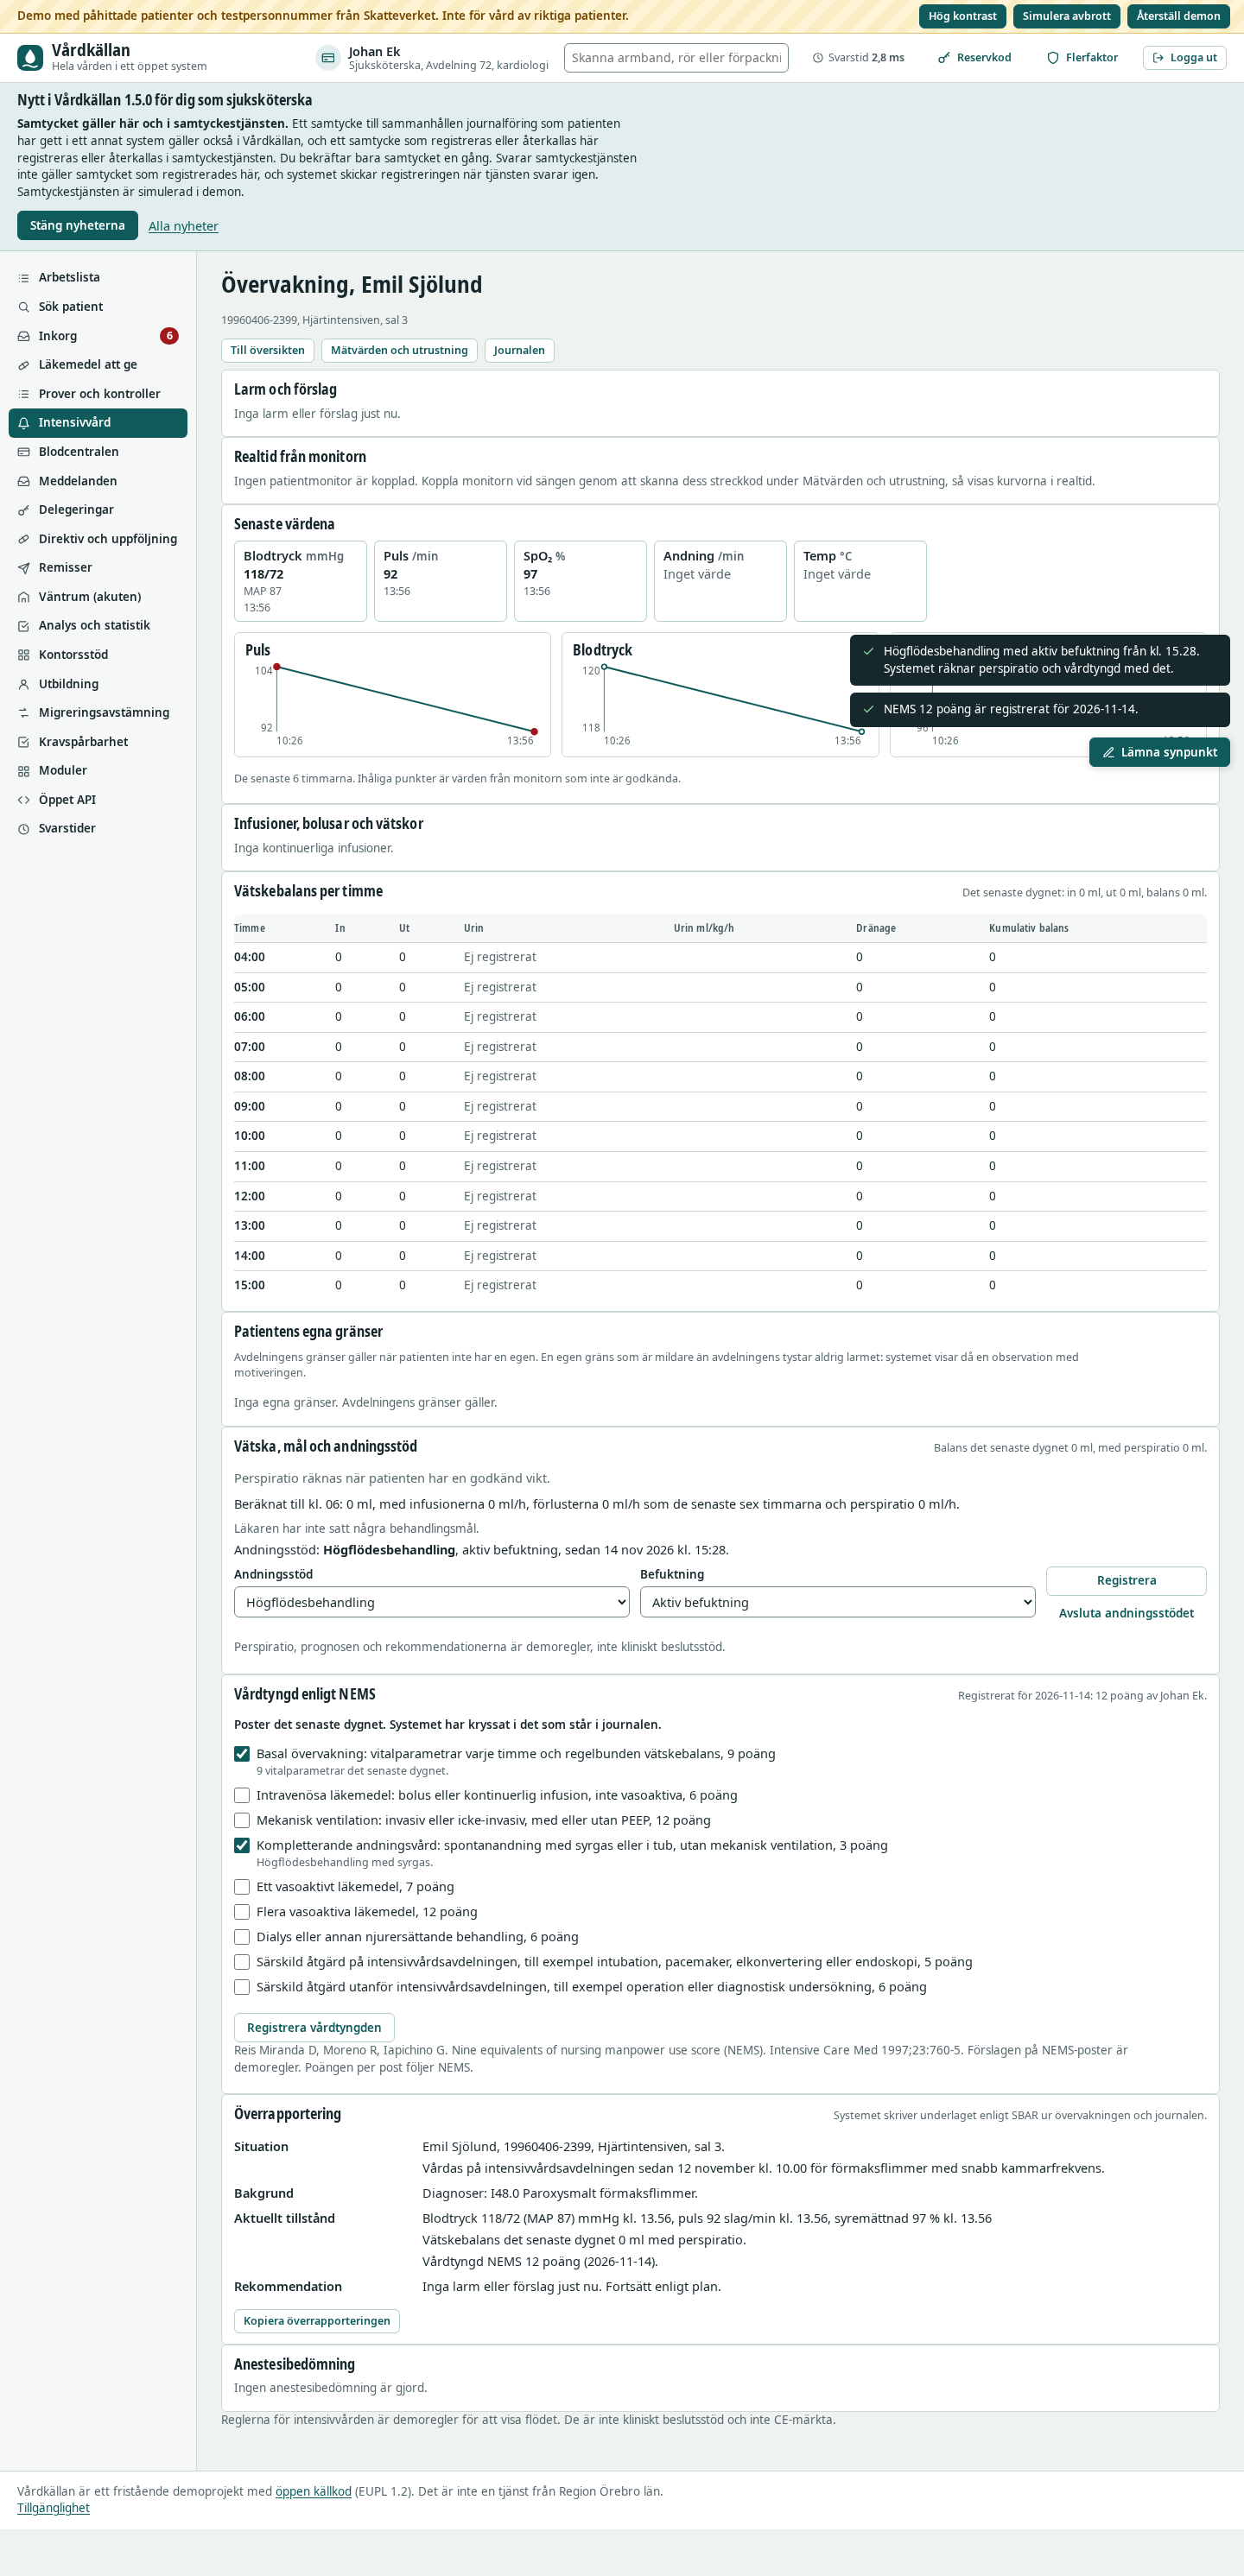 Demo med påhittade patienter och testpersonnummer från Skatteverket. Inte för vård av riktiga patienter.
Hög kontrast
Simulera avbrott
Återställ demon
Vårdkällan
Hela vården i ett öppet system
Johan Ek
Sjuksköterska, Avdelning 72, kardiologi
Skanna armband, rör eller förpackni
Svarstid 2,8 ms
Reservkod
Flerfaktor
Logga ut
Nytt i Vårdkällan 1.5.0 för dig som sjuksköterska
Samtycket gäller här och i samtyckestjänsten. Ett samtycke till sammanhållen journalföring som patienten
har gett i ett annat system gäller också i Vårdkällan, och ett samtycke som registreras eller återkallas här
registreras eller återkallas i samtyckestjänsten. Du bekräftar bara samtycket en gång. Svarar samtyckestjänsten
inte gäller samtycket som registrerades här, och systemet skickar registreringen när tjänsten svarar igen.
Samtyckestjänsten är simulerad i demon.
Stäng nyheterna
Alla nyheter
Arbetslista
Sök patient
Inkorg
6
Läkemedel att ge
Prover och kontroller
Intensivvård
Blodcentralen
Meddelanden
Delegeringar
Direktiv och uppföljning
Remisser
Väntrum (akuten)
Analys och statistik
Kontorsstöd
Utbildning
Migreringsavstämning
Kravspårbarhet
Moduler
Öppet API
Svarstider
Övervakning, Emil Sjölund
19960406-2399, Hjärtintensiven, sal 3
Till översikten
Mätvärden och utrustning
Journalen
Larm och förslag
Inga larm eller förslag just nu.
Realtid från monitorn
Ingen patientmonitor är kopplad. Koppla monitorn vid sängen genom att skanna dess streckkod under Mätvärden och utrustning, så visas kurvorna i realtid.
Senaste värdena
Blodtryck mmHg
118/72
MAP 87
13:56
Puls /min
92
13:56
SpO₂ %
97
13:56
Andning /min
Inget värde
Temp °C
Inget värde
Puls
104
92
10:26
13:56
Blodtryck
120
118
10:26
13:56
10:26
Högflödesbehandling med aktiv befuktning från kl. 15.28.
Systemet räknar perspiratio och vårdtyngd med det.
NEMS 12 poäng är registrerat för 2026-11-14.
Lämna synpunkt
De senaste 6 timmarna. Ihåliga punkter är värden från monitorn som inte är godkända.
Infusioner, bolusar och vätskor
Inga kontinuerliga infusioner.
Vätskebalans per timme
Det senaste dygnet: in 0 ml, ut 0 ml, balans 0 ml.
Timme In Ut Urin Urin ml/kg/h Dränage Kumulativ balans
04:00 0 0 Ej registrerat 0 0
05:00 0 0 Ej registrerat 0 0
06:00 0 0 Ej registrerat 0 0
07:00 0 0 Ej registrerat 0 0
08:00 0 0 Ej registrerat 0 0
09:00 0 0 Ej registrerat 0 0
10:00 0 0 Ej registrerat 0 0
11:00 0 0 Ej registrerat 0 0
12:00 0 0 Ej registrerat 0 0
13:00 0 0 Ej registrerat 0 0
14:00 0 0 Ej registrerat 0 0
15:00 0 0 Ej registrerat 0 0
Patientens egna gränser
Avdelningens gränser gäller när patienten inte har en egen. En egen gräns som är mildare än avdelningens tystar aldrig larmet: systemet visar då en observation med
motiveringen.
Inga egna gränser. Avdelningens gränser gäller.
Vätska, mål och andningsstöd
Balans det senaste dygnet 0 ml, med perspiratio 0 ml.
Perspiratio räknas när patienten har en godkänd vikt.
Beräknat till kl. 06: 0 ml, med infusionerna 0 ml/h, förlusterna 0 ml/h som de senaste sex timmarna och perspiratio 0 ml/h.
Läkaren har inte satt några behandlingsmål.
Andningsstöd: Högflödesbehandling, aktiv befuktning, sedan 14 nov 2026 kl. 15:28.
Andningsstöd
Högflödesbehandling
Befuktning
Aktiv befuktning
Registrera
Avsluta andningsstödet
Perspiratio, prognosen och rekommendationerna är demoregler, inte kliniskt beslutsstöd.
Vårdtyngd enligt NEMS
Registrerat för 2026-11-14: 12 poäng av Johan Ek.
Poster det senaste dygnet. Systemet har kryssat i det som står i journalen.
Basal övervakning: vitalparametrar varje timme och regelbunden vätskebalans, 9 poäng
9 vitalparametrar det senaste dygnet.
Intravenösa läkemedel: bolus eller kontinuerlig infusion, inte vasoaktiva, 6 poäng
Mekanisk ventilation: invasiv eller icke-invasiv, med eller utan PEEP, 12 poäng
Kompletterande andningsvård: spontanandning med syrgas eller i tub, utan mekanisk ventilation, 3 poäng
Högflödesbehandling med syrgas.
Ett vasoaktivt läkemedel, 7 poäng
Flera vasoaktiva läkemedel, 12 poäng
Dialys eller annan njurersättande behandling, 6 poäng
Särskild åtgärd på intensivvårdsavdelningen, till exempel intubation, pacemaker, elkonvertering eller endoskopi, 5 poäng
Särskild åtgärd utanför intensivvårdsavdelningen, till exempel operation eller diagnostisk undersökning, 6 poäng
Registrera vårdtyngden
Reis Miranda D, Moreno R, Iapichino G. Nine equivalents of nursing manpower use score (NEMS). Intensive Care Med 1997;23:760-5. Förslagen på NEMS-poster är
demoregler. Poängen per post följer NEMS.
Överrapportering
Systemet skriver underlaget enligt SBAR ur övervakningen och journalen.
Situation
Emil Sjölund, 19960406-2399, Hjärtintensiven, sal 3.
Vårdas på intensivvårdsavdelningen sedan 12 november kl. 10.00 för förmaksflimmer med snabb kammarfrekvens.
Bakgrund
Diagnoser: I48.0 Paroxysmalt förmaksflimmer.
Aktuellt tillstånd
Blodtryck 118/72 (MAP 87) mmHg kl. 13.56, puls 92 slag/min kl. 13.56, syremättnad 97 % kl. 13.56
Vätskebalans det senaste dygnet 0 ml med perspiratio.
Vårdtyngd NEMS 12 poäng (2026-11-14).
Rekommendation
Inga larm eller förslag just nu. Fortsätt enligt plan.
Kopiera överrapporteringen
Anestesibedömning
Ingen anestesibedömning är gjord.
Reglerna för intensivvården är demoregler för att visa flödet. De är inte kliniskt beslutsstöd och inte CE-märkta.
Vårdkällan är ett fristående demoprojekt med öppen källkod (EUPL 1.2). Det är inte en tjänst från Region Örebro län.
Tillgänglighet